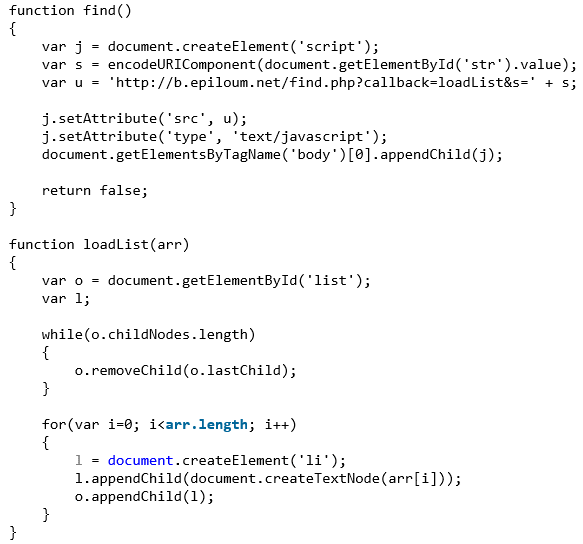 function find()
{
    var j = document.createElement('script');
    var s = encodeURIComponent(document.getElementById('str').value);
    var u = 'http://b.epiloum.net/find.php?callback=loadList&s=' + s;

    j.setAttribute('src', u);
    j.setAttribute('type', 'text/javascript');
    document.getElementsByTagName('body')[0].appendChild(j);

    return false;
}

function loadList(arr)
{
    var o = document.getElementById('list');
    var l;

    while(o.childNodes.length)
    {
        o.removeChild(o.lastChild);
    }

    for(var i=0; i<arr.length; i++)
    {
        l = document.createElement('li');
        l.appendChild(document.createTextNode(arr[i]));
        o.appendChild(l);
    }
}